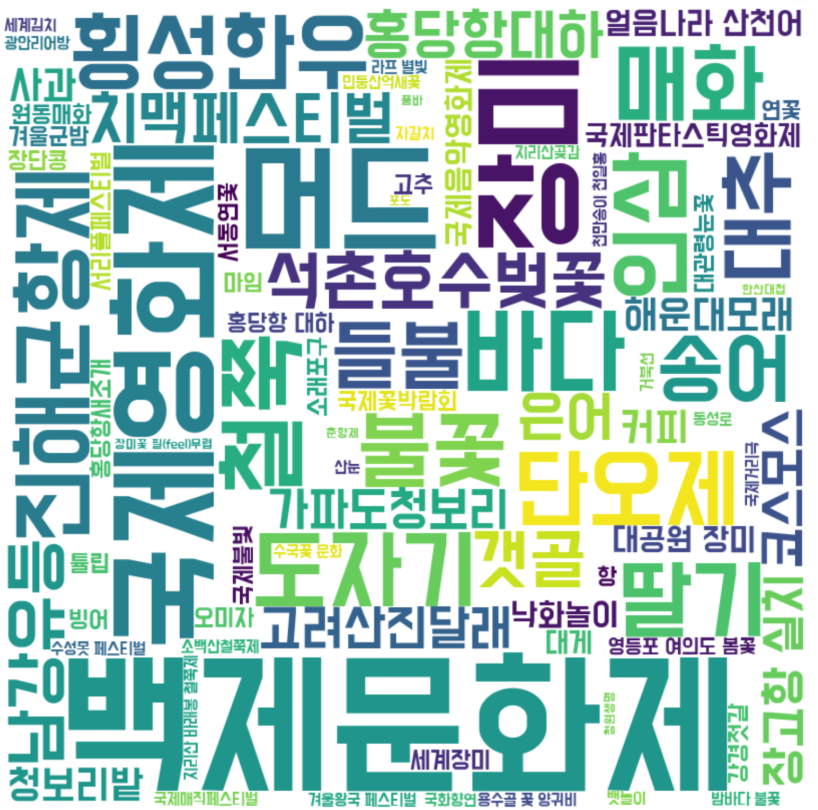 세계김치
광안리어방
횡성한우
홍당항대하
얼음나라 산천어
사과
라프 별빛
민둥산억새꽃
매화
원동매화
치맥페스티벌
품바
연꽃
겨울군밤
자갈치
국제음악영화제
장미
국제판타스틱영화제
장단콩
서리풀페스티벌
국제영화제
머드
지리산곶감
천만송이 천일홍
인삼
대관령눈꽃
대추
진해군항제
서동연꽃
고추
포도
마임
석촌호수벚꽃
한산대첩
홍당항 대하
들불
바다
해운대모래
철쭉
소래포구
거북선
송어
홍당항새조개
국제꽃박람회
은어
커피
동성로
장미꽃 필(feel)무렵
춘향제
불꽃
산눈
단오제
국제거리극
코스모스
가파도청보리
국제불빛
수국꽃 문화
도자기
갯골
대공원 장미
남강유등
튤립
항
딸기
빙어
오미자
고려산진달래
낙화놀이
장고항 실치
수성못 페스티벌
소백산철쭉제
대게
영등포 여의도 봄꽃
지리산 바래봉 철쭉제
백제문화제
청원생명
강경젓갈
세계장미
청보리밭
국제매직페스티벌
겨울왕국 페스티벌
국화향연
용수골 꽃 양귀비
뱃놀이
밤바다 불꽃